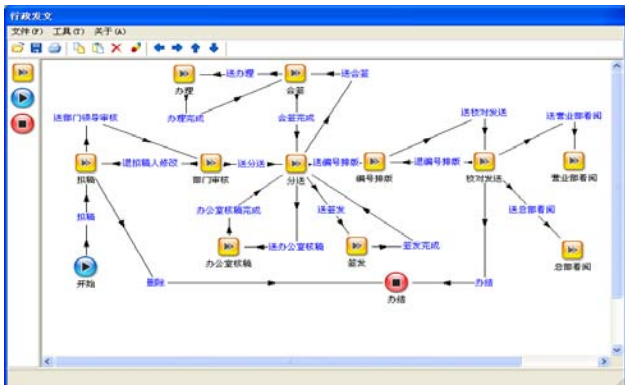 行政发文
文件(F) 工具(T) 关于(A)
送办理
送会签
办理
会签
送部门领导审核
办理完成
会签完成
送校对发送
送营业部看阅
退拟稿人修改
送分送
送编号排版
退编号排版
拟稿
部门审核
分送
编号排版
校对发送
营业部看阅
拟稿
办公室核稿完成
送签发
送总部看阅
送办公室核稿
签发完成
办公室核稿
签发
总部看阅
开始
删除
办结
办结